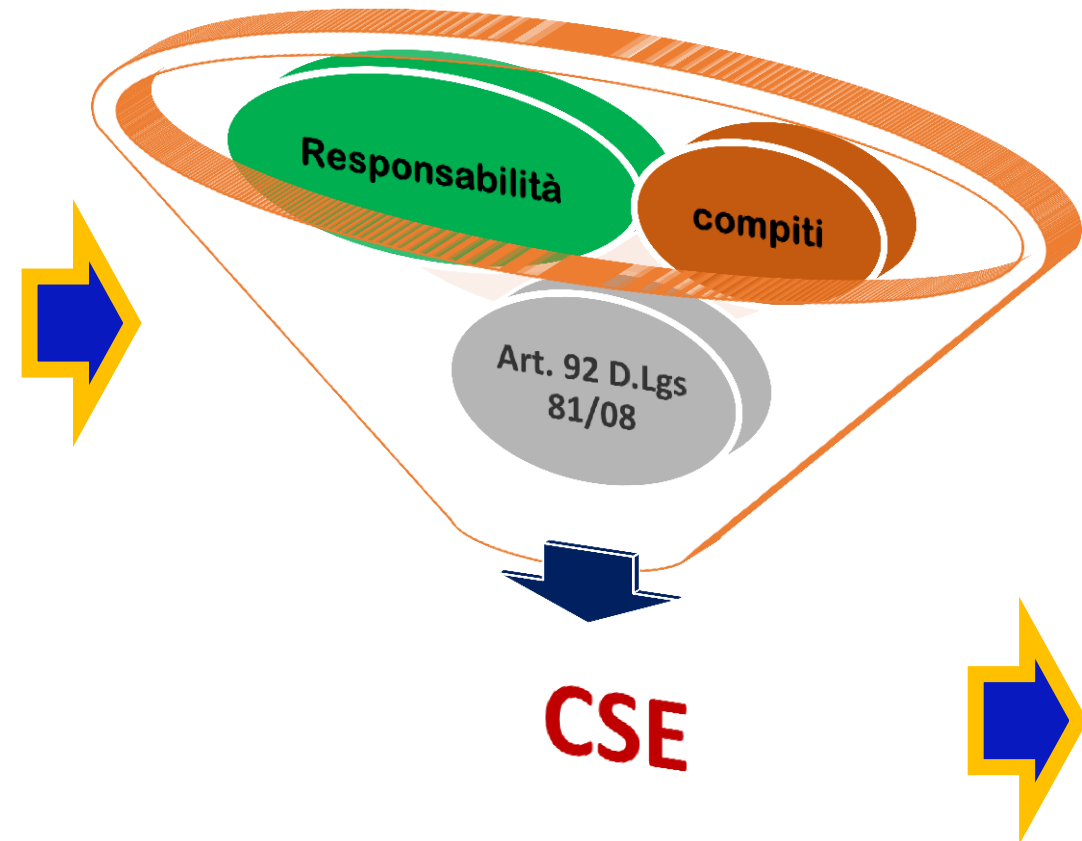 Responsabilità
compiti
Art. 92 D.Lgs
81/08
CSE